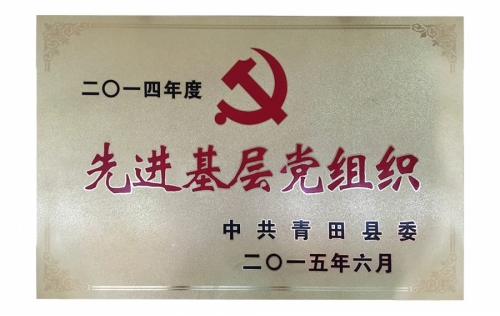 二〇一四年度
先进基层党组织
中共青田县委
二〇一五年六月